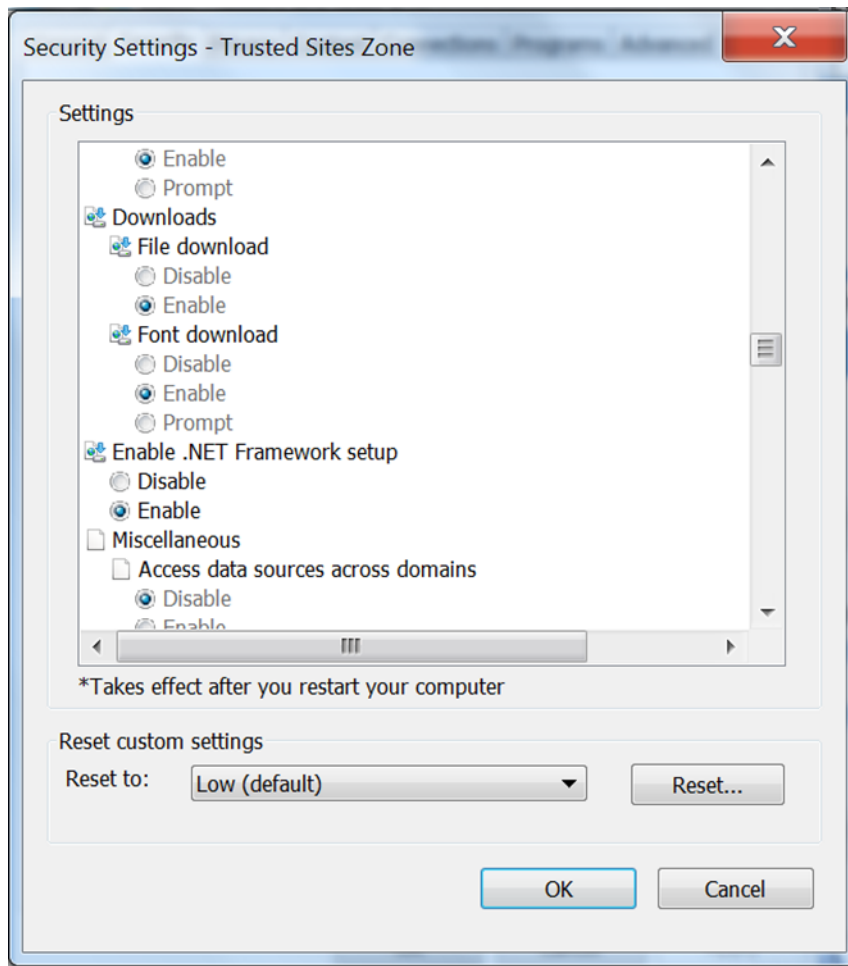 Security Settings - Trusted Sites Zone
Settings
Enable
Prompt
Downloads
File download
Disable
Enable
Font download
Disable
Enable
Prompt
Enable .NET Framework setup
Disable
Enable
Miscellaneous
Access data sources across domains
Disable
Enable
*Takes effect after you restart your computer
Reset custom settings
Reset to: Low (default) Reset...
OK Cancel